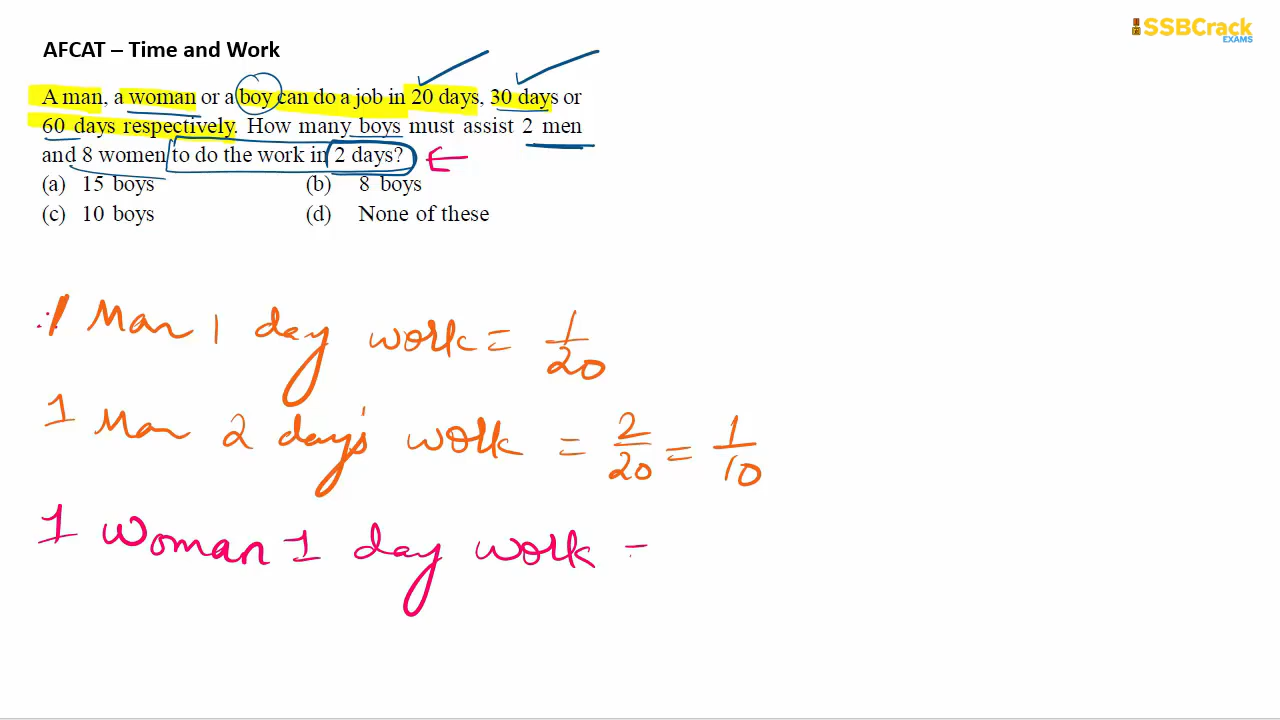 SSBCrack
EXAMS
AFCAT – Time and Work
A man, a woman or a boy can do a job in 20 days, 30 days or
60 days respectively. How many boys must assist 2 men
and 8 women to do the work in 2 days?
(a) 15 boys (b) 8 boys
(c) 10 boys (d) None of these
1 Man 1 day work = 1/20
1 Man 2 day's work = 2/20 = 1/10
1 Woman 1 day work =